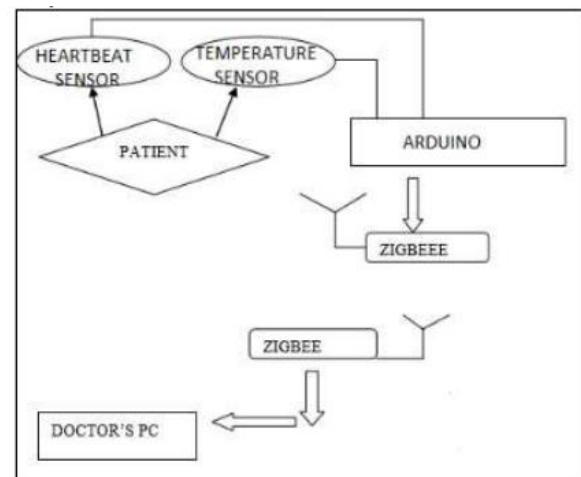 HEARTBEAT
SENSOR
TEMPERATURE
SENSOR
PATIENT
ARDUINO
ZIGBEEE
ZIGBEE
DOCTOR'S PC